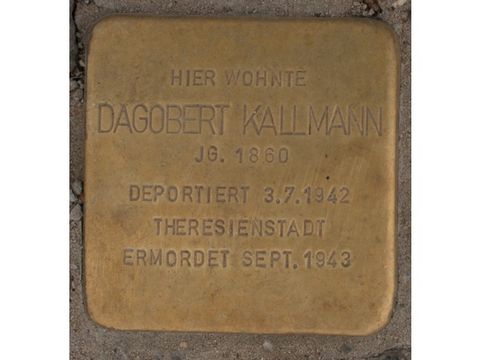 HIER WOHNTE
DAGOBERT KALLMANN
JG. 1860
DEPORTIERT 3.7.1942
THERESIENSTADT
ERMORDET SEPT. 1943